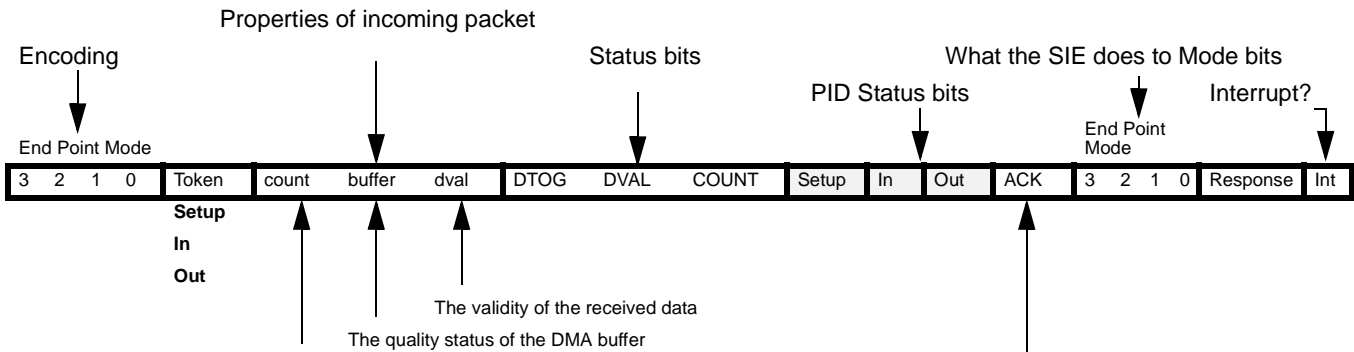 Properties of incoming packet
Encoding
Status bits
What the SIE does to Mode bits
PID Status bits
Interrupt?
End Point Mode
End Point
Mode
3 2 1 0 Token count buffer dval DTOG DVAL COUNT Setup In Out ACK 3 2 1 0 Response Int
Setup
In
Out
The validity of the received data
The quality status of the DMA buffer